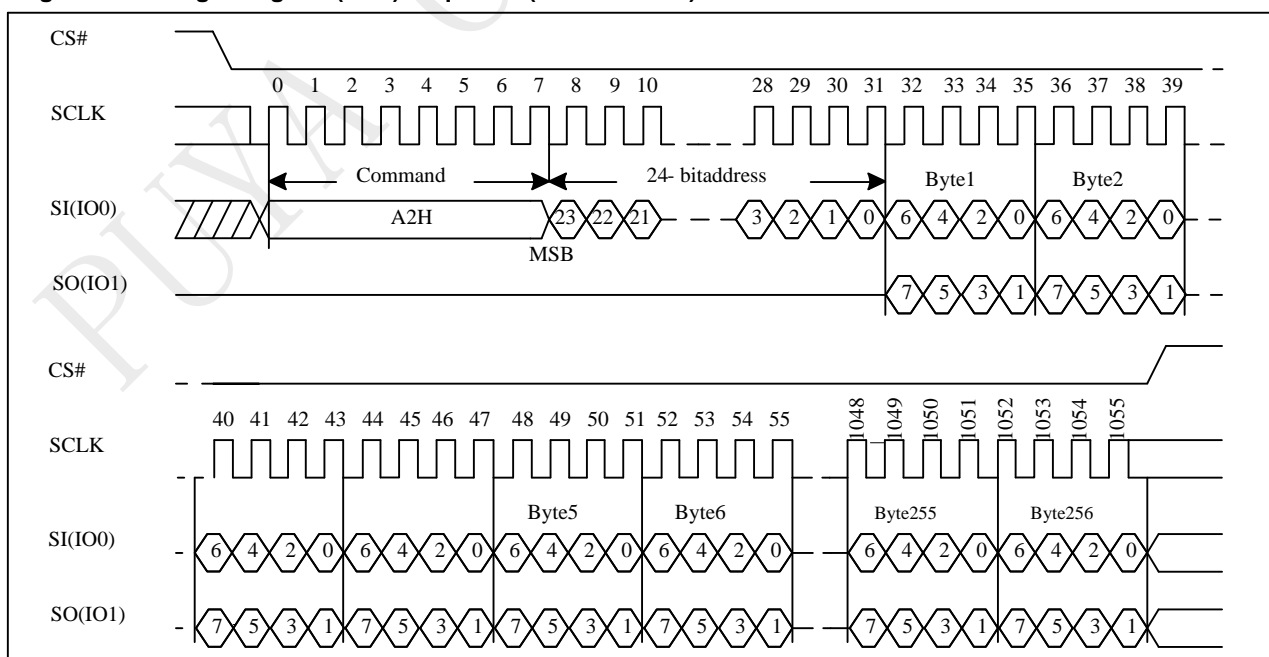 PUYA
CS#
0 1 2 3 4 5 6 7 8 9 10 28 29 30 31 32 33 34 35 36 37 38 39
SCLK
Command 24- bitaddress Byte1 Byte2
SI(IO0) A2H 23 22 21 3 2 1 0 6 4 2 0 6 4 2 0
MSB
SO(IO1) 7 5 3 1 7 5 3 1
CS#
40 41 42 43 44 45 46 47 48 49 50 51 52 53 54 55 1048 1049 1050 1051 1052 1053 1054 1055
SCLK
Byte5 Byte6 Byte255 Byte256
SI(IO0) 6 4 2 0 6 4 2 0 6 4 2 0 6 4 2 0 6 4 2 0 6 4 2 0
SO(IO1) 7 5 3 1 7 5 3 1 7 5 3 1 7 5 3 1 7 5 3 1 7 5 3 1